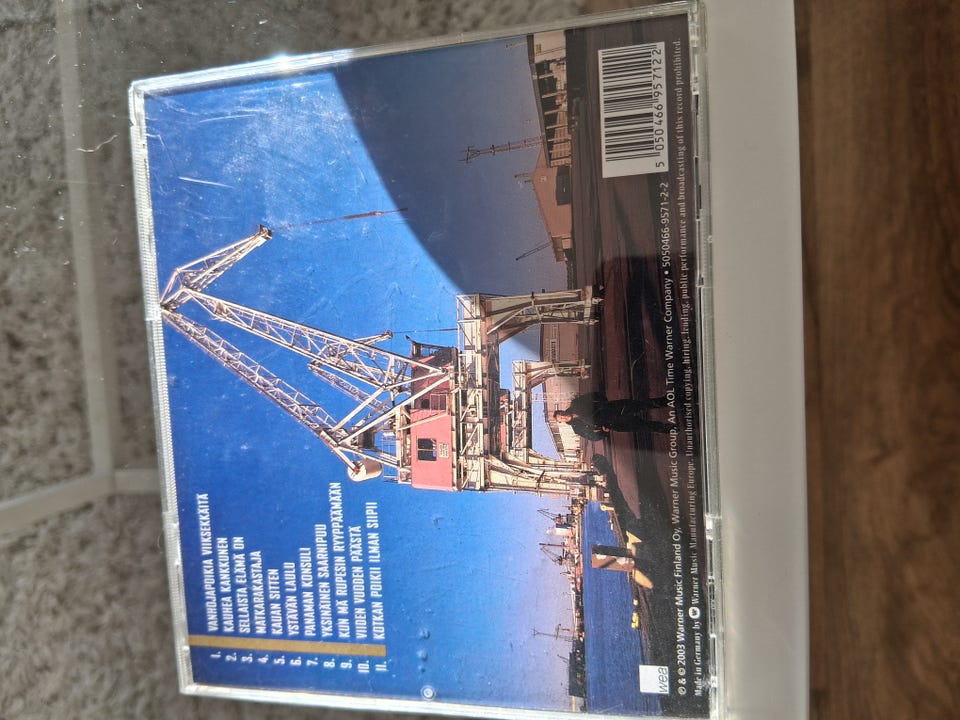 1. VANHOJAPOIKIA VIIKSEKKÄITÄ
2. KAUHEA KANKKUNEN
3. SELLAISTA ELÄMÄ ON
4. MATKARAKASTAJA
5. KAUAN SITTEN
6. YSTÄVÄN LAULU
7. PANAMAN KONSULI
8. YKSINÄINEN SAARNIPUU
9. KUN MÄ RUPESIN RYYPPÄÄMÄÄN
10. VIIDEN VUODEN PÄÄSTÄ
11. KOTKAN POIKII ILMAN SIIPII
5 050466 957122
wea
℗ & © 2003 Warner Music Finland Oy, Warner Music Group, An AOL Time Warner Company • 5050466-9571-2-2
Made in Germany by Warner Music Manufacturing Europe. Unauthorised copying, hiring, lending, public performance and broadcasting of this record prohibited.